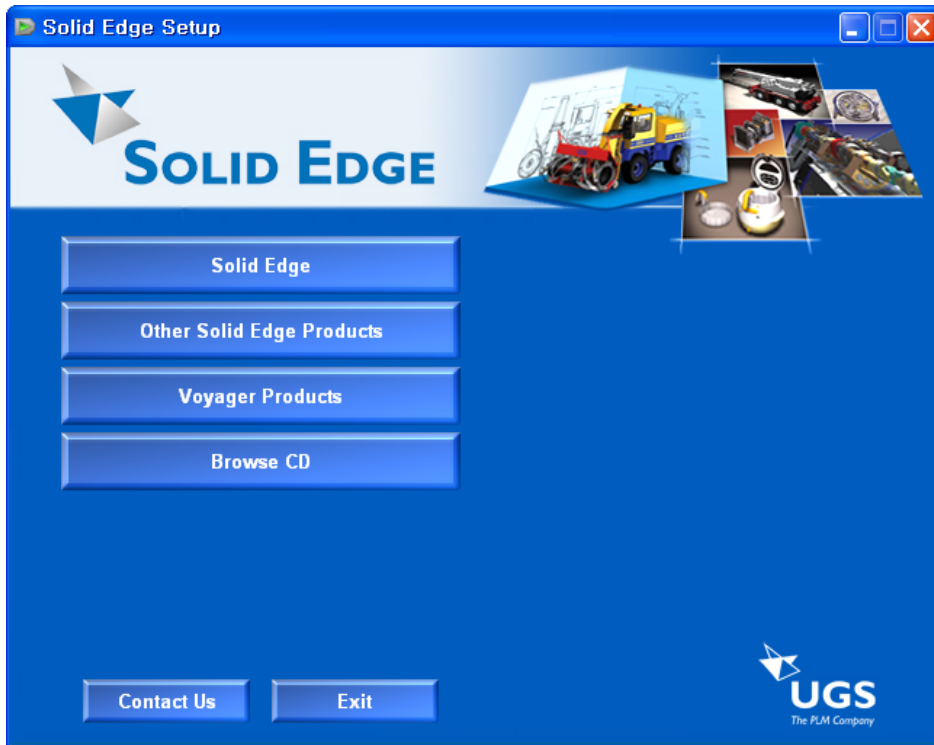 Solid Edge Setup
SOLID EDGE
Solid Edge
Other Solid Edge Products
Voyager Products
Browse CD
Contact Us
Exit
UGS
The PLM Company